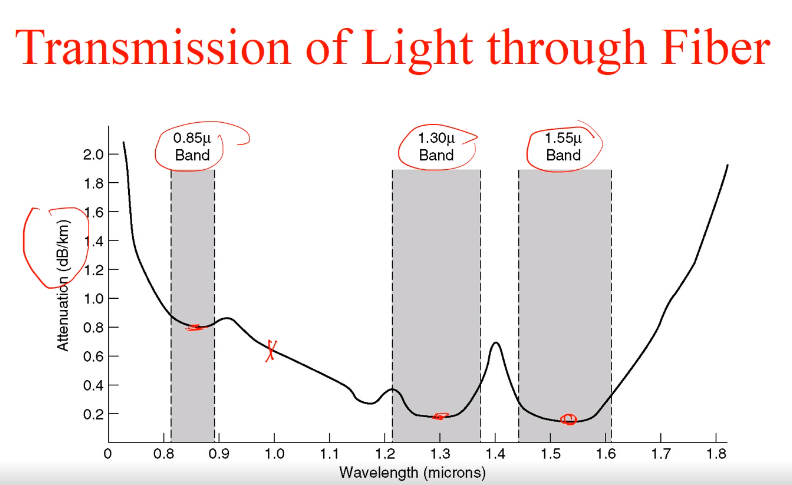 Transmission of Light through Fiber
0.85μ
Band
1.30μ
Band
1.55μ
Band
Attenuation (dB/km)
2.0
1.8
1.6
1.4
1.2
1.0
0.8
0.6
0.4
0.2
0 0.8 0.9 1.0 1.1 1.2 1.3 1.4 1.5 1.6 1.7 1.8
Wavelength (microns)